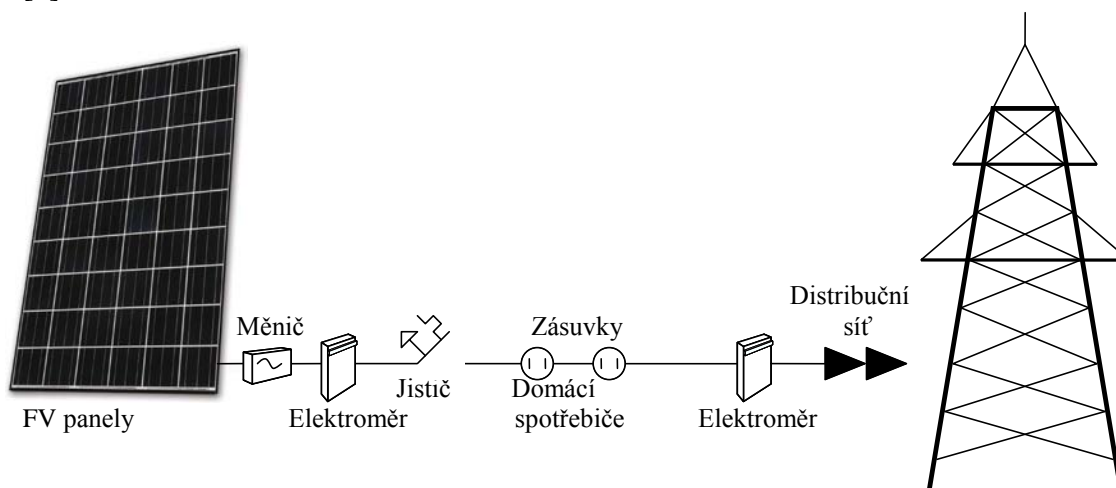 FV panely
Měnič
Elektroměr
Jistič
Zásuvky
Domácí
spotřebiče
Elektroměr
Distribuční
síť